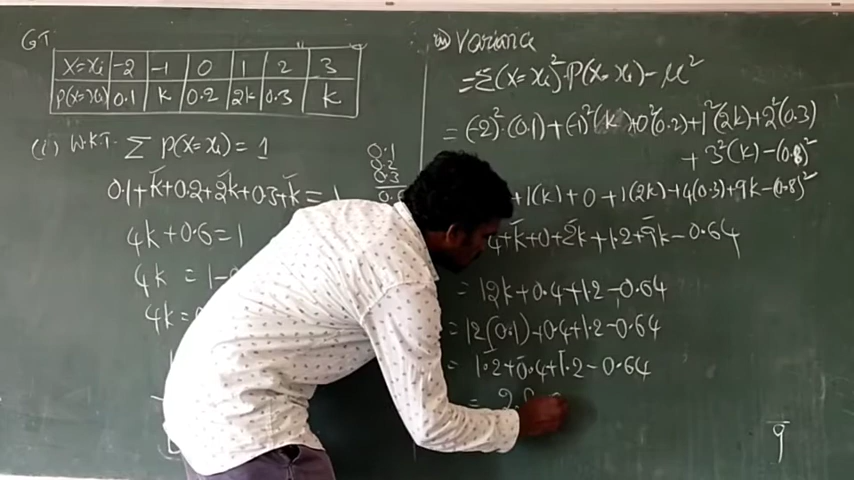 GT
X=xi -2 -1 0 1 2 3
P(X=xi) 0.1 k 0.2 2k 0.3 k
(i) W.K.T. Σ P(X=xi) = 1
0.1+k+0.2+2k+0.3+k = 1
0.1
0.2
0.3
4k+0.6=1
4k = 1-
4k =
Variance
= Σ(X=xi)² P(X=xi) - μ²
= (-2)²(0.1)+(-1)²(k)+0²(0.2)+1²(2k)+2²(0.3)
+ 3²(k) - (0.8)²
+1(k)+0+1(2k)+4(0.3)+9k-(0.8)²
4+k+0+2k+1.2+9k-0.64
= 12k+0.4+1.2-0.64
= 12(0.1)+0.4+1.2-0.64
= 1.2+0.4+1.2-0.64
= 2.
9